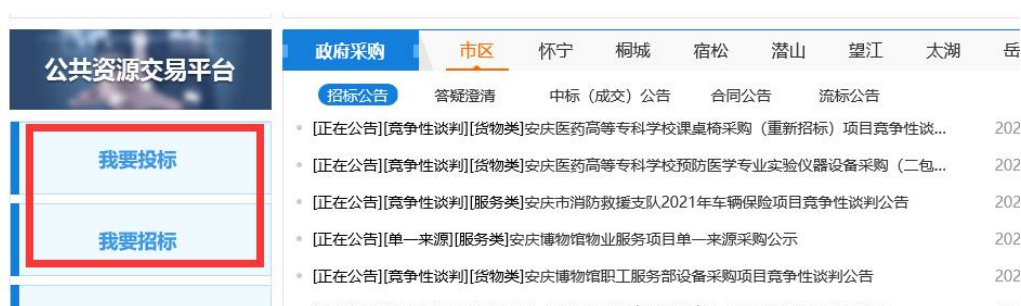 公共资源交易平台
我要投标
我要招标
政府采购 市区 怀宁 桐城 宿松 潜山 望江 太湖 岳
招标公告 答疑澄清 中标（成交）公告 合同公告 流标公告
[正在公告][竞争性谈判][货物类]安庆医药高等专科学校课桌椅采购（重新招标）项目竞争性谈... 202
[正在公告][竞争性谈判][货物类]安庆医药高等专科学校预防医学专业实验仪器设备采购（二包... 202
[正在公告][竞争性谈判][服务类]安庆市消防救援支队2021年车辆保险项目竞争性谈判公告 202
[正在公告][单一来源][服务类]安庆博物馆物业服务项目单一来源采购公示 202
[正在公告][竞争性谈判][货物类]安庆博物馆职工服务部设备采购项目竞争性谈判公告 202